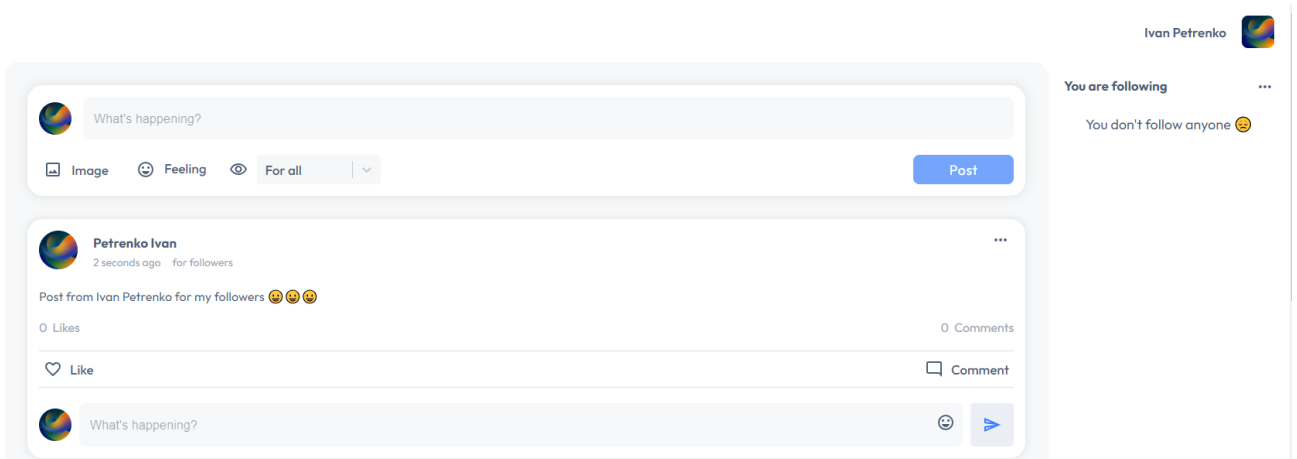 Ivan Petrenko
You are following
You don't follow anyone 😔
What's happening?
Image Feeling For all Post
Petrenko Ivan
2 seconds ago for followers
Post from Ivan Petrenko for my followers 😀😀😀
0 Likes 0 Comments
Like Comment
What's happening?